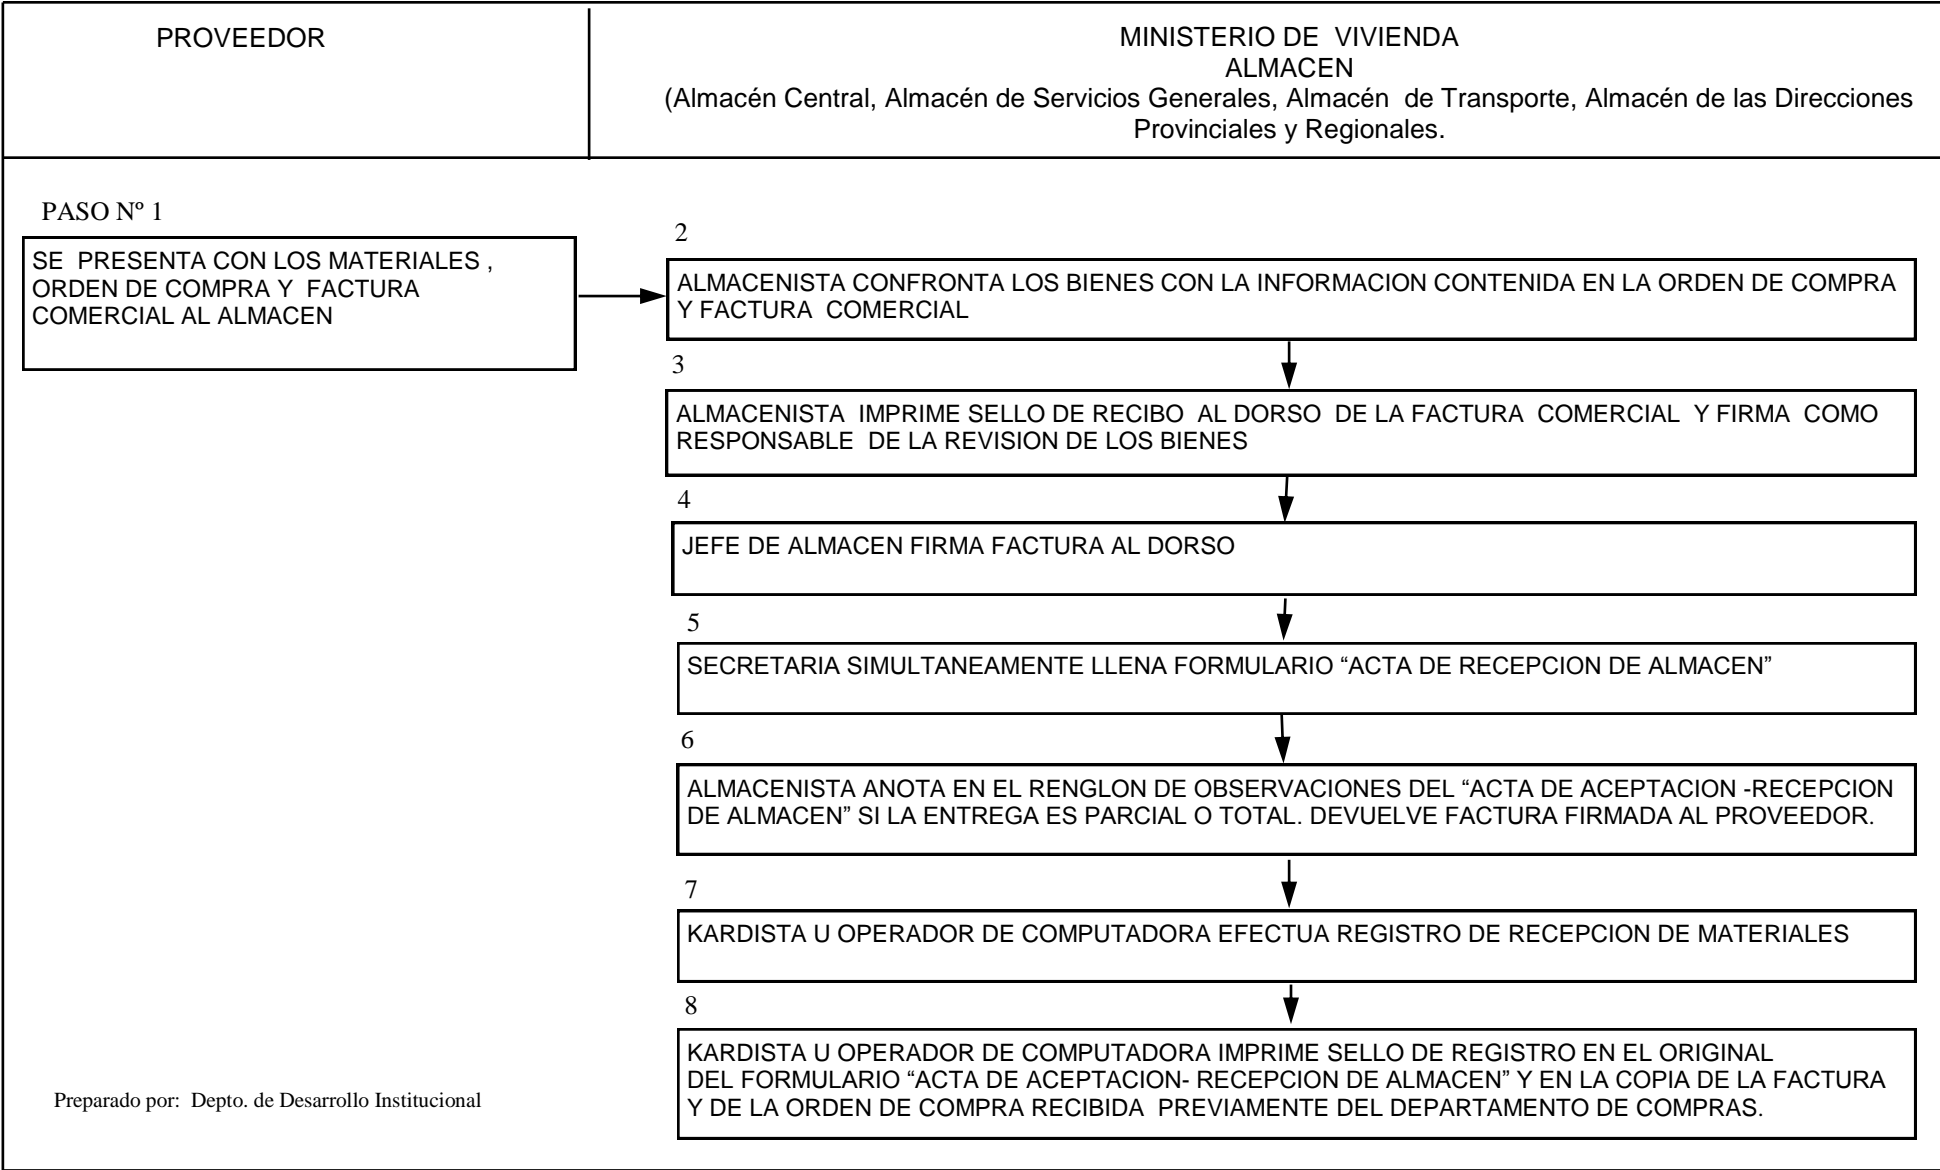 PROVEEDOR
MINISTERIO DE VIVIENDA
ALMACEN
(Almacén Central, Almacén de Servicios Generales, Almacén de Transporte, Almacén de las Direcciones
Provinciales y Regionales.
PASO Nº 1
SE PRESENTA CON LOS MATERIALES ,
ORDEN DE COMPRA Y FACTURA
COMERCIAL AL ALMACEN
2
ALMACENISTA CONFRONTA LOS BIENES CON LA INFORMACION CONTENIDA EN LA ORDEN DE COMPRA
Y FACTURA COMERCIAL
3
ALMACENISTA IMPRIME SELLO DE RECIBO AL DORSO DE LA FACTURA COMERCIAL Y FIRMA COMO
RESPONSABLE DE LA REVISION DE LOS BIENES
4
JEFE DE ALMACEN FIRMA FACTURA AL DORSO
5
SECRETARIA SIMULTANEAMENTE LLENA FORMULARIO “ACTA DE RECEPCION DE ALMACEN”
6
ALMACENISTA ANOTA EN EL RENGLON DE OBSERVACIONES DEL “ACTA DE ACEPTACION -RECEPCION
DE ALMACEN” SI LA ENTREGA ES PARCIAL O TOTAL. DEVUELVE FACTURA FIRMADA AL PROVEEDOR.
7
KARDISTA U OPERADOR DE COMPUTADORA EFECTUA REGISTRO DE RECEPCION DE MATERIALES
8
KARDISTA U OPERADOR DE COMPUTADORA IMPRIME SELLO DE REGISTRO EN EL ORIGINAL
DEL FORMULARIO “ACTA DE ACEPTACION- RECEPCION DE ALMACEN” Y EN LA COPIA DE LA FACTURA
Y DE LA ORDEN DE COMPRA RECIBIDA PREVIAMENTE DEL DEPARTAMENTO DE COMPRAS.
Preparado por: Depto. de Desarrollo Institucional